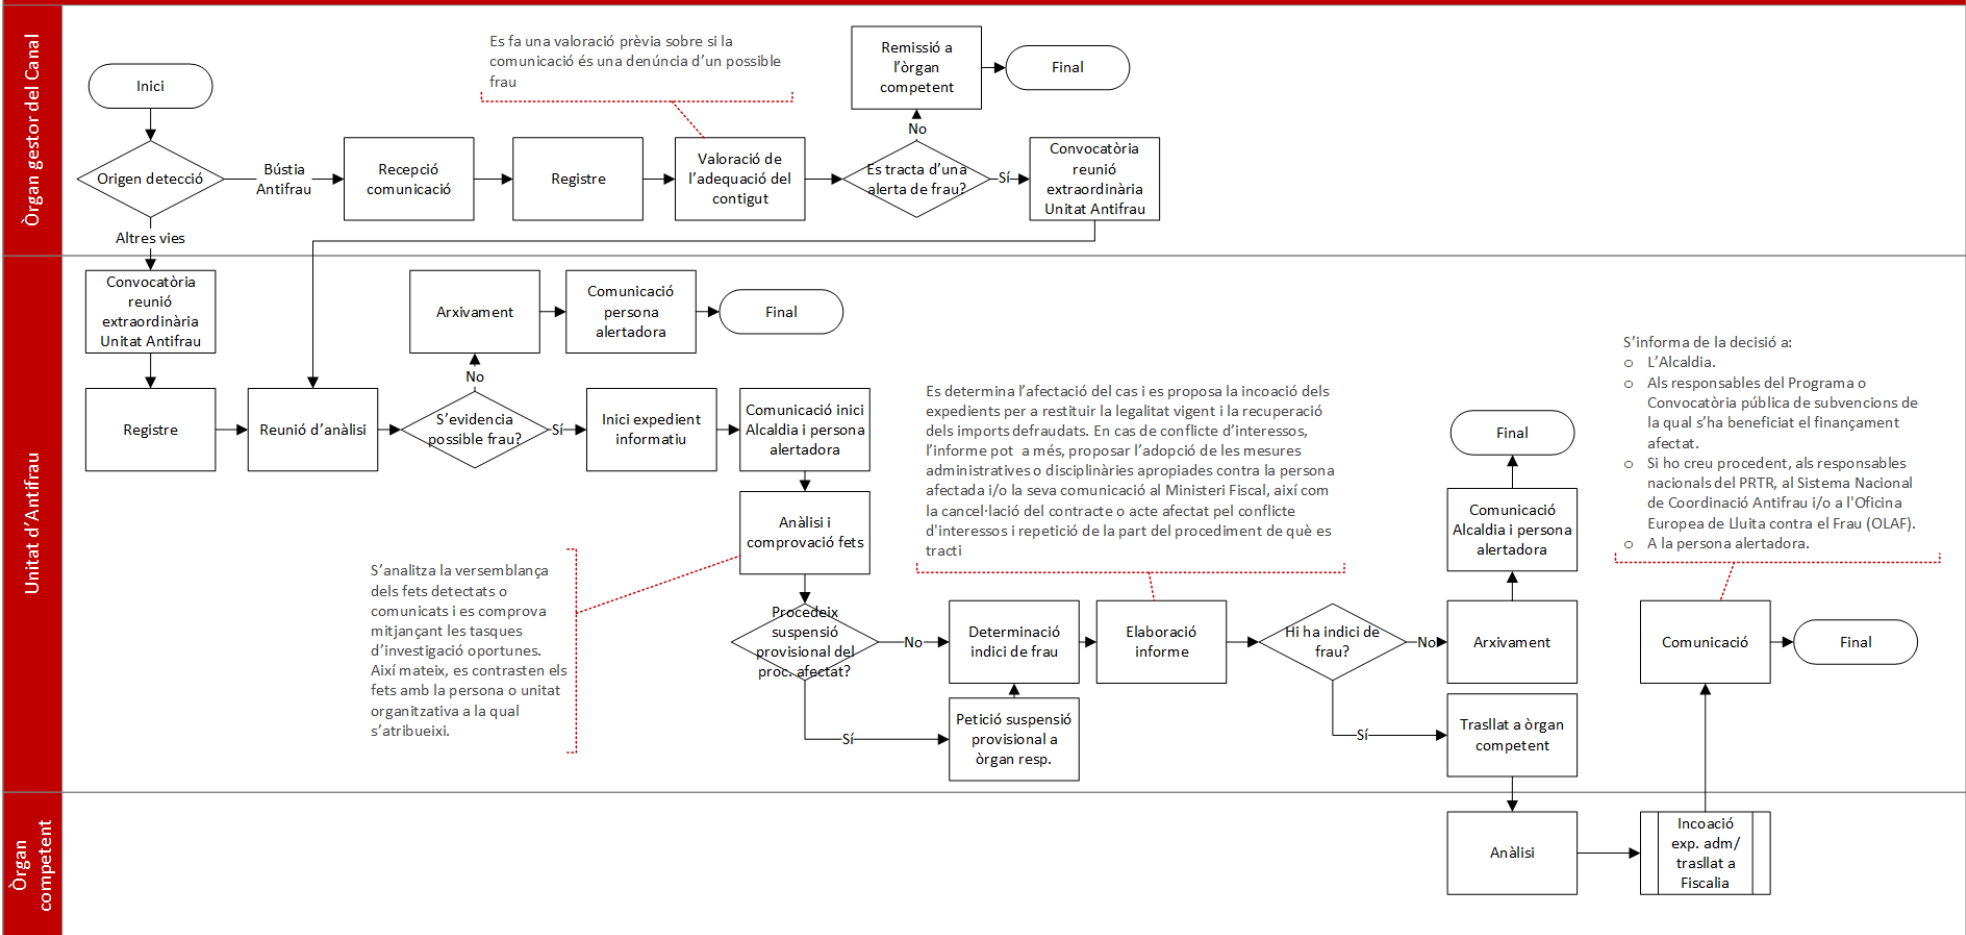 Òrgan gestor del Canal
Inici
Origen detecció
Bústia
Antifrau
Altres vies
Recepció
comunicació
Registre
Es fa una valoració prèvia sobre si la
comunicació és una denúncia d’un possible
frau
Valoració de
l’adequació del
contigut
Es tracta d’una
alerta de frau?
No
Remissió a
l’òrgan
competent
Final
Sí
Convocatòria
reunió
extraordinària
Unitat Antifrau
Unitat d’Antifrau
Convocatòria
reunió
extraordinària
Unitat Antifrau
Registre
Reunió d’anàlisi
S’evidencia
possible frau?
No
Arxivament
Comunicació
persona
alertadora
Final
Sí
Inici expedient
informatiu
Comunicació inici
Alcaldia i persona
alertadora
Anàlisi i
comprovació fets
S’analitza la versemblança
dels fets detectats o
comunicats i es comprova
mitjançant les tasques
d’investigació oportunes.
Així mateix, es contrasten els
fets amb la persona o unitat
organitzativa a la qual
s’atribueixi.
Procedeix
suspensió
provisional del
proc. afectat?
No
Sí
Petició suspensió
provisional a
òrgan resp.
Determinació
indici de frau
Es determina l’afectació del cas i es proposa la incoació dels
expedients per a restituir la legalitat vigent i la recuperació
dels imports defraudats. En cas de conflicte d’interessos,
l’informe pot  a més, proposar l’adopció de les mesures
administratives o disciplinàries apropiades contra la persona
afectada i/o la seva comunicació al Ministeri Fiscal, així com
la cancel·lació del contracte o acte afectat pel conflicte
d'interessos i repetició de la part del procediment de què es
tracti
Elaboració
informe
Hi ha indici de
frau?
No
Arxivament
Comunicació
Alcaldia i persona
alertadora
Final
Sí
Trasllat a òrgan
competent
S’informa de la decisió a:
o L’Alcaldia.
o Als responsables del Programa o
Convocatòria pública de subvencions de
la qual s’ha beneficiat el finançament
afectat.
o Si ho creu procedent, als responsables
nacionals del PRTR, al Sistema Nacional
de Coordinació Antifrau i/o a l'Oficina
Europea de Lluita contra el Frau (OLAF).
o A la persona alertadora.
Comunicació
Final
Òrgan
competent
Anàlisi
Incoació
exp. adm/
trasllat a
Fiscalia